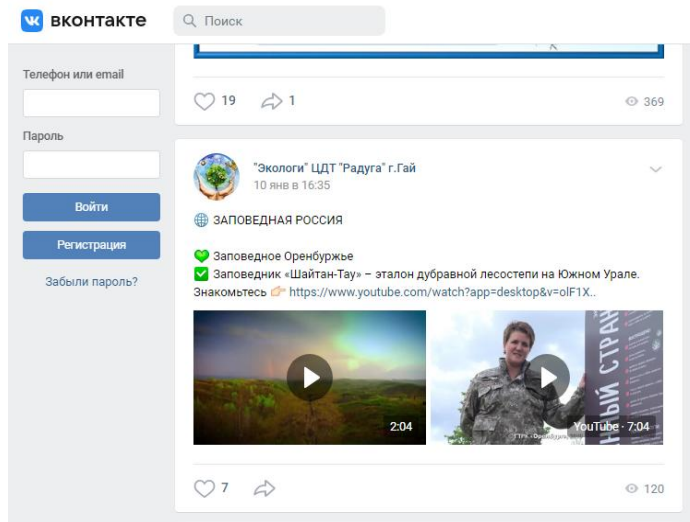 вконтакте
Поиск
Телефон или email
Пароль
Войти
Регистрация
Забыли пароль?
19
1
369
"Экологи" ЦДТ "Радуга" г.Гай
10 янв в 16:35
ЗАПОВЕДНАЯ РОССИЯ
Заповедное Оренбуржье
Заповедник «Шайтан-Тау» – эталон дубравной лесостепи на Южном Урале.
Знакомьтесь https://www.youtube.com/watch?app=desktop&v=olF1X..
2:04
ННЫЙ СТРАН
YouTube · 7:04
7
120